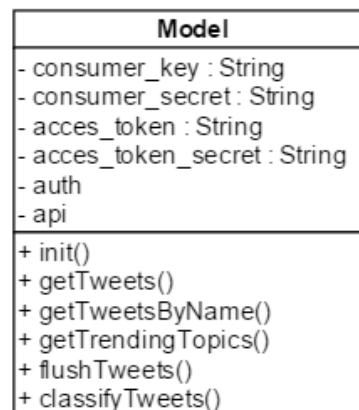 Model
- consumer_key : String
- consumer_secret : String
- acces_token : String
- acces_token_secret : String
- auth
- api
+ init()
+ getTweets()
+ getTweetsByName()
+ getTrendingTopics()
+ flushTweets()
+ classifyTweets()